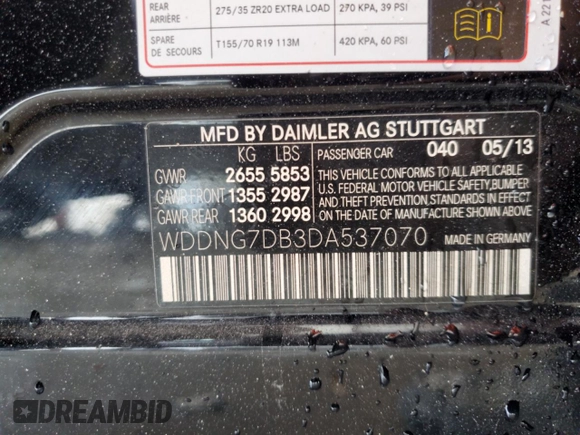 REAR
ARRIÈRE
275/35 ZR20 EXTRA LOAD
270 KPA, 39 PSI
SPARE
DE SECOURS
T155/70 R19 113M
420 KPA, 60 PSI
A 221
MFD BY DAIMLER AG STUTTGART
KG LBS
PASSENGER CAR 040 05/13
GVWR 2655 5853
GAWR FRONT 1355 2987
GAWR REAR 1360 2998
THIS VEHICLE CONFORMS TO ALL APPLICABLE
U.S. FEDERAL MOTOR VEHICLE SAFETY,BUMPER
AND THEFT PREVENTION STANDARDS IN EFFECT
ON THE DATE OF MANUFACTURE SHOWN ABOVE.
WDDNG7DB3DA537070
MADE IN GERMANY
DREAMBID